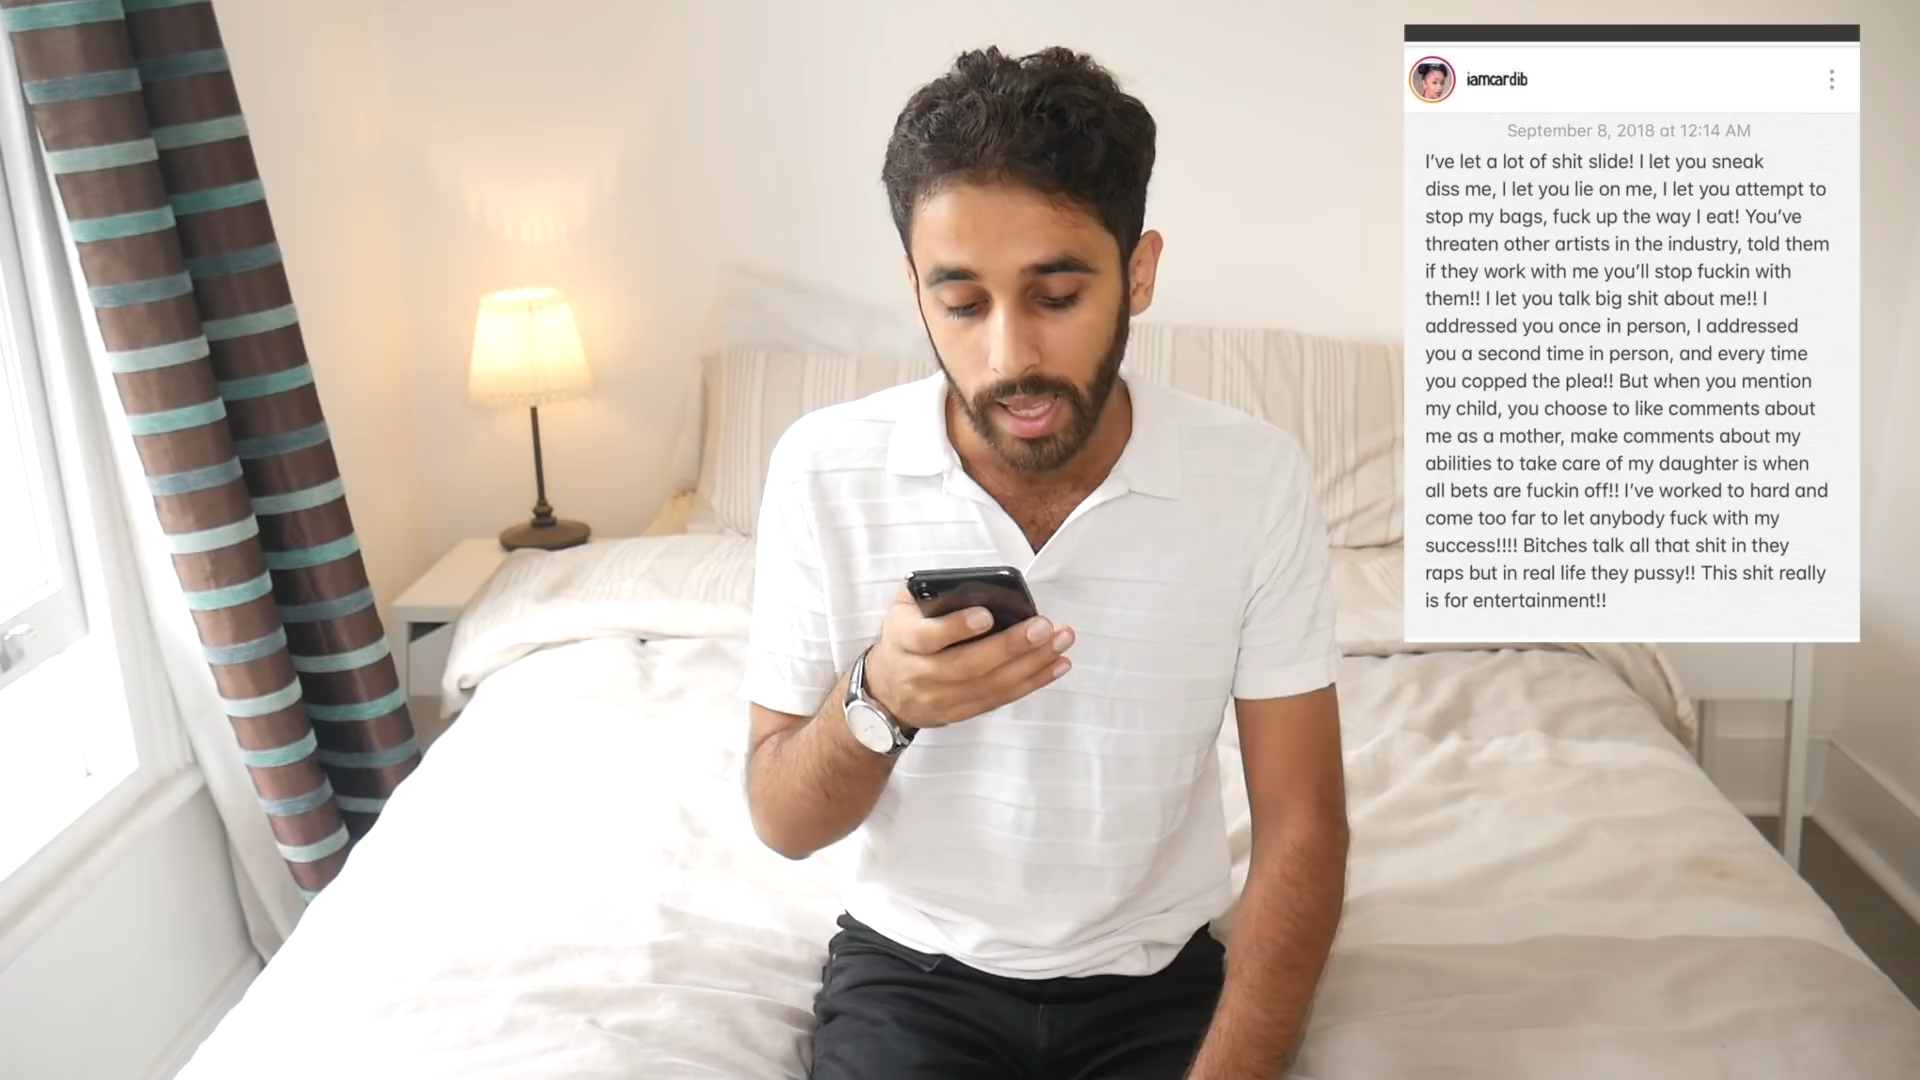 iamcardib
September 8, 2018 at 12:14 AM
I've let a lot of shit slide! I let you sneak
diss me, I let you lie on me, I let you attempt to
stop my bags, fuck up the way I eat! You've
threaten other artists in the industry, told them
if they work with me you'll stop fuckin with
them!! I let you talk big shit about me!! I
addressed you once in person, I addressed
you a second time in person, and every time
you copped the plea!! But when you mention
my child, you choose to like comments about
me as a mother, make comments about my
abilities to take care of my daughter is when
all bets are fuckin off!! I've worked to hard and
come too far to let anybody fuck with my
success!!!! Bitches talk all that shit in they
raps but in real life they pussy!! This shit really
is for entertainment!!